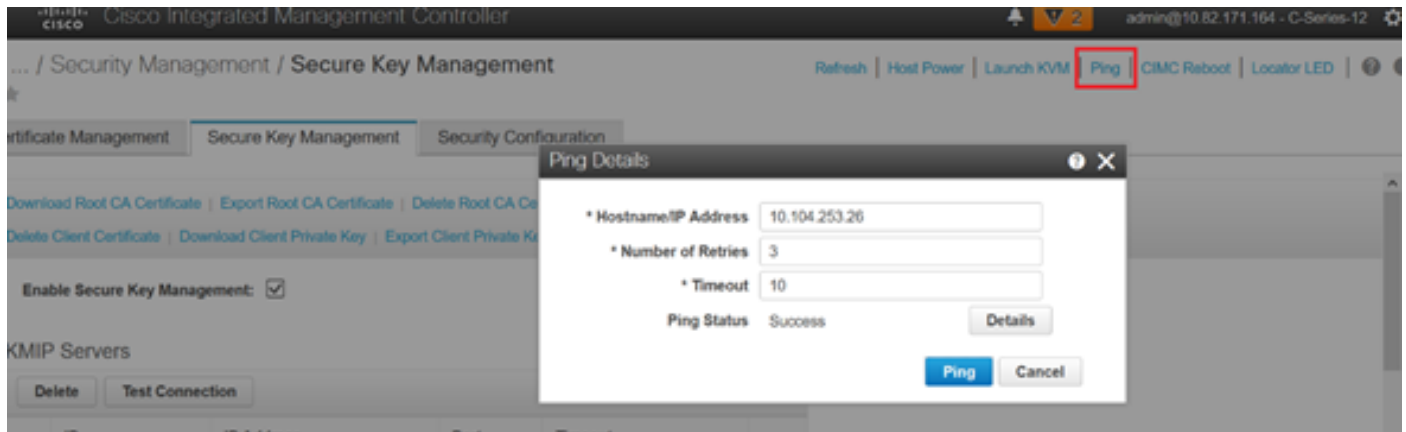 CISCO Cisco Integrated Management Controller 2 admin@10.82.171.164 - C-Series-12
... / Security Management / Secure Key Management
Refresh | Host Power | Launch KVM | Ping | CIMC Reboot | Locator LED |
ertificate Management Secure Key Management Security Configuration
Ping Details
Download Root CA Certificate | Export Root CA Certificate | Delete Root CA Ce
Delete Client Certificate | Download Client Private Key | Export Client Private Ke
Enable Secure Key Management:
* Hostname/IP Address 10.104.253.26
* Number of Retries 3
* Timeout 10
Ping Status Success Details
Ping Cancel
KMIP Servers
Delete Test Connection